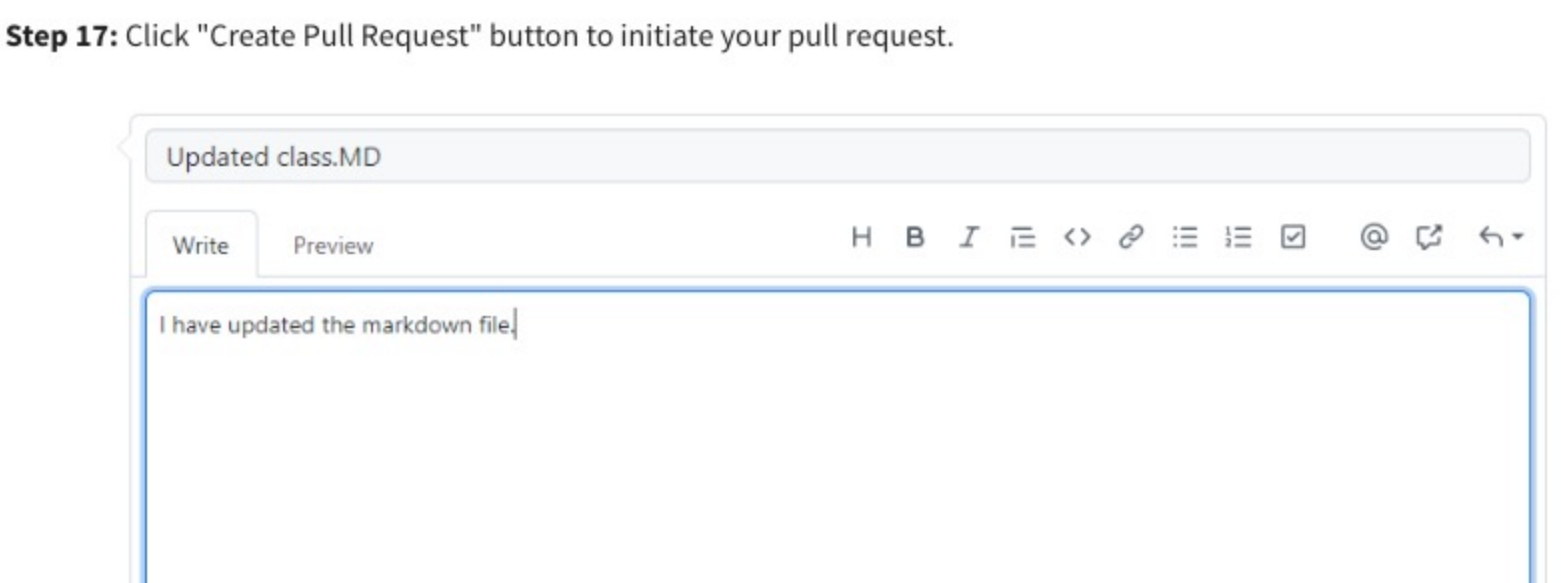 Step 17: Click "Create Pull Request" button to initiate your pull request.
Updated class.MD
Write Preview H B I @
I have updated the markdown file.